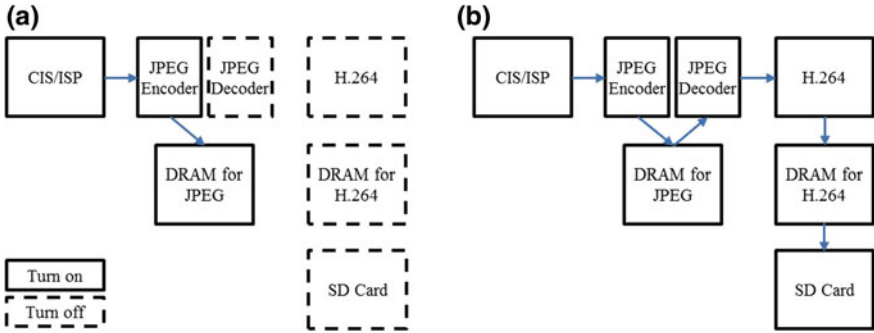 (a)
CIS/ISP
JPEG
Encoder
JPEG
Decoder
H.264
DRAM for
JPEG
DRAM for
H.264
SD Card
Turn on
Turn off
(b)
CIS/ISP
JPEG
Encoder
JPEG
Decoder
H.264
DRAM for
JPEG
DRAM for
H.264
SD Card